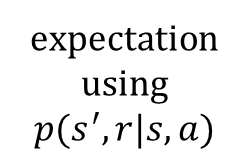 expectation
using
p(s′, r|s, a)